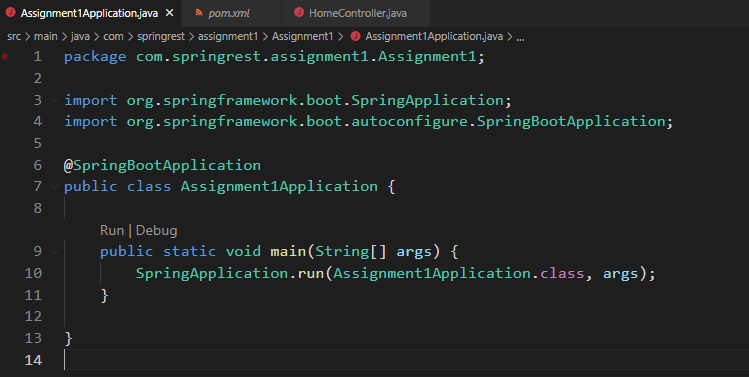 Assignment1Application.java × pom.xml HomeController.java
src > main > java > com > springrest > assignment1 > Assignment1 > Assignment1Application.java > ...
1 package com.springrest.assignment1.Assignment1;
2
3 import org.springframework.boot.SpringApplication;
4 import org.springframework.boot.autoconfigure.SpringBootApplication;
5
6 @SpringBootApplication
7 public class Assignment1Application {
8
Run | Debug
9 public static void main(String[] args) {
10 SpringApplication.run(Assignment1Application.class, args);
11 }
12
13 }
14